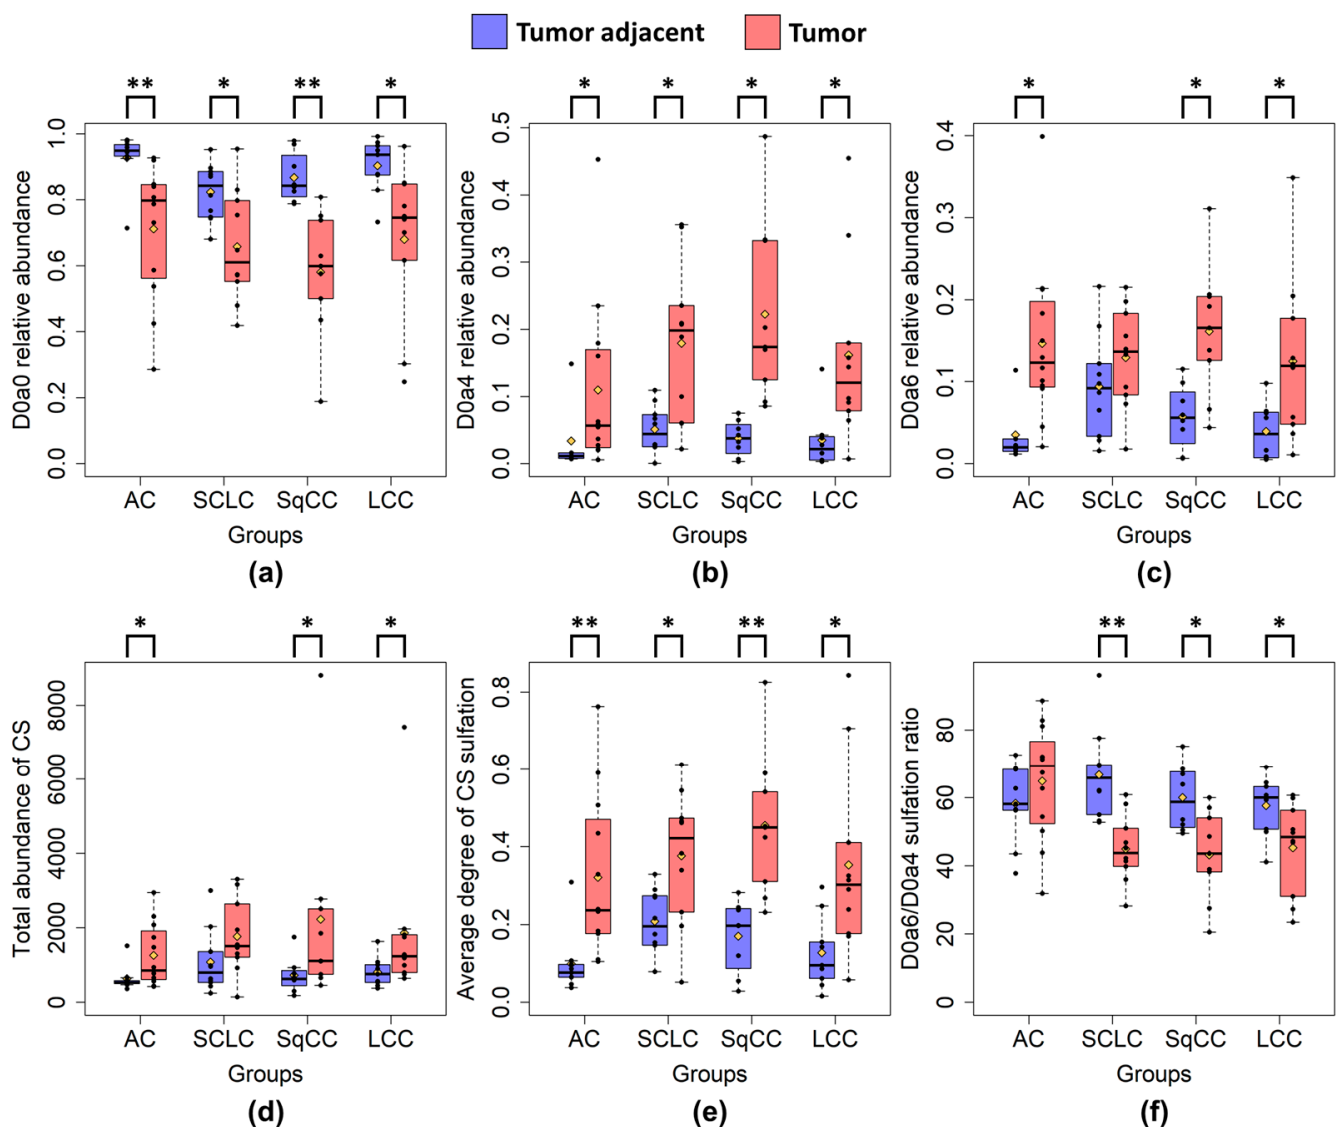 Tumor adjacent Tumor
** * ** *
* * * *
* * *
D0a0 relative abundance
0.0 0.2 0.4 0.6 0.8 1.0
AC SCLC SqCC LCC
Groups
(a)
D0a4 relative abundance
0.0 0.1 0.2 0.3 0.4 0.5
AC SCLC SqCC LCC
Groups
(b)
D0a6 relative abundance
0.0 0.1 0.2 0.3 0.4
AC SCLC SqCC LCC
Groups
(c)
* * *
** * ** *
** * *
Total abundance of CS
0 2000 4000 6000 8000
AC SCLC SqCC LCC
Groups
(d)
Average degree of CS sulfation
0.0 0.2 0.4 0.6 0.8
AC SCLC SqCC LCC
Groups
(e)
D0a6/D0a4 sulfation ratio
0 20 40 60 80
AC SCLC SqCC LCC
Groups
(f)